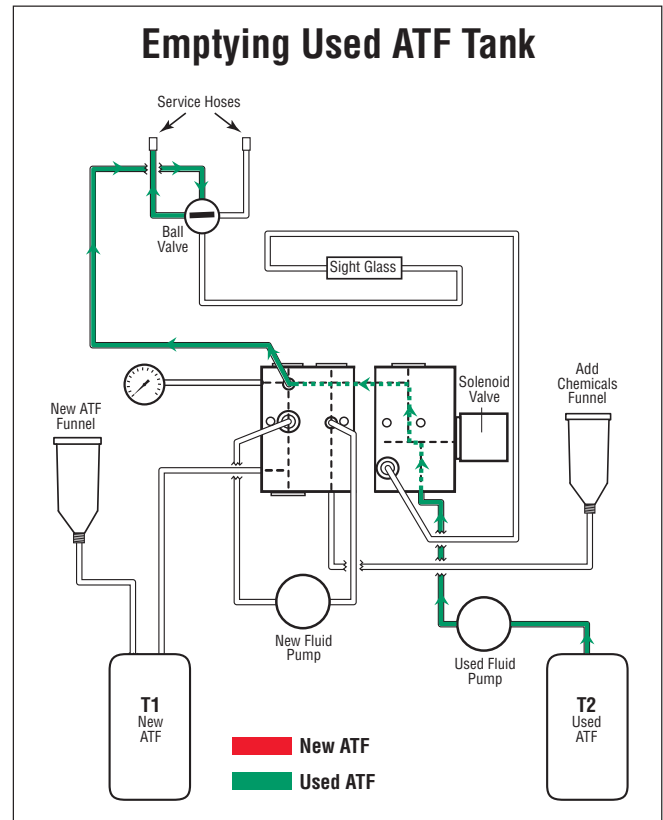 Emptying Used ATF Tank
Service Hoses
Ball
Valve
Sight Glass
New ATF
Funnel
Solenoid
Valve
Add
Chemicals
Funnel
New Fluid
Pump
Used Fluid
Pump
T1
New
ATF
T2
Used
ATF
New ATF
Used ATF